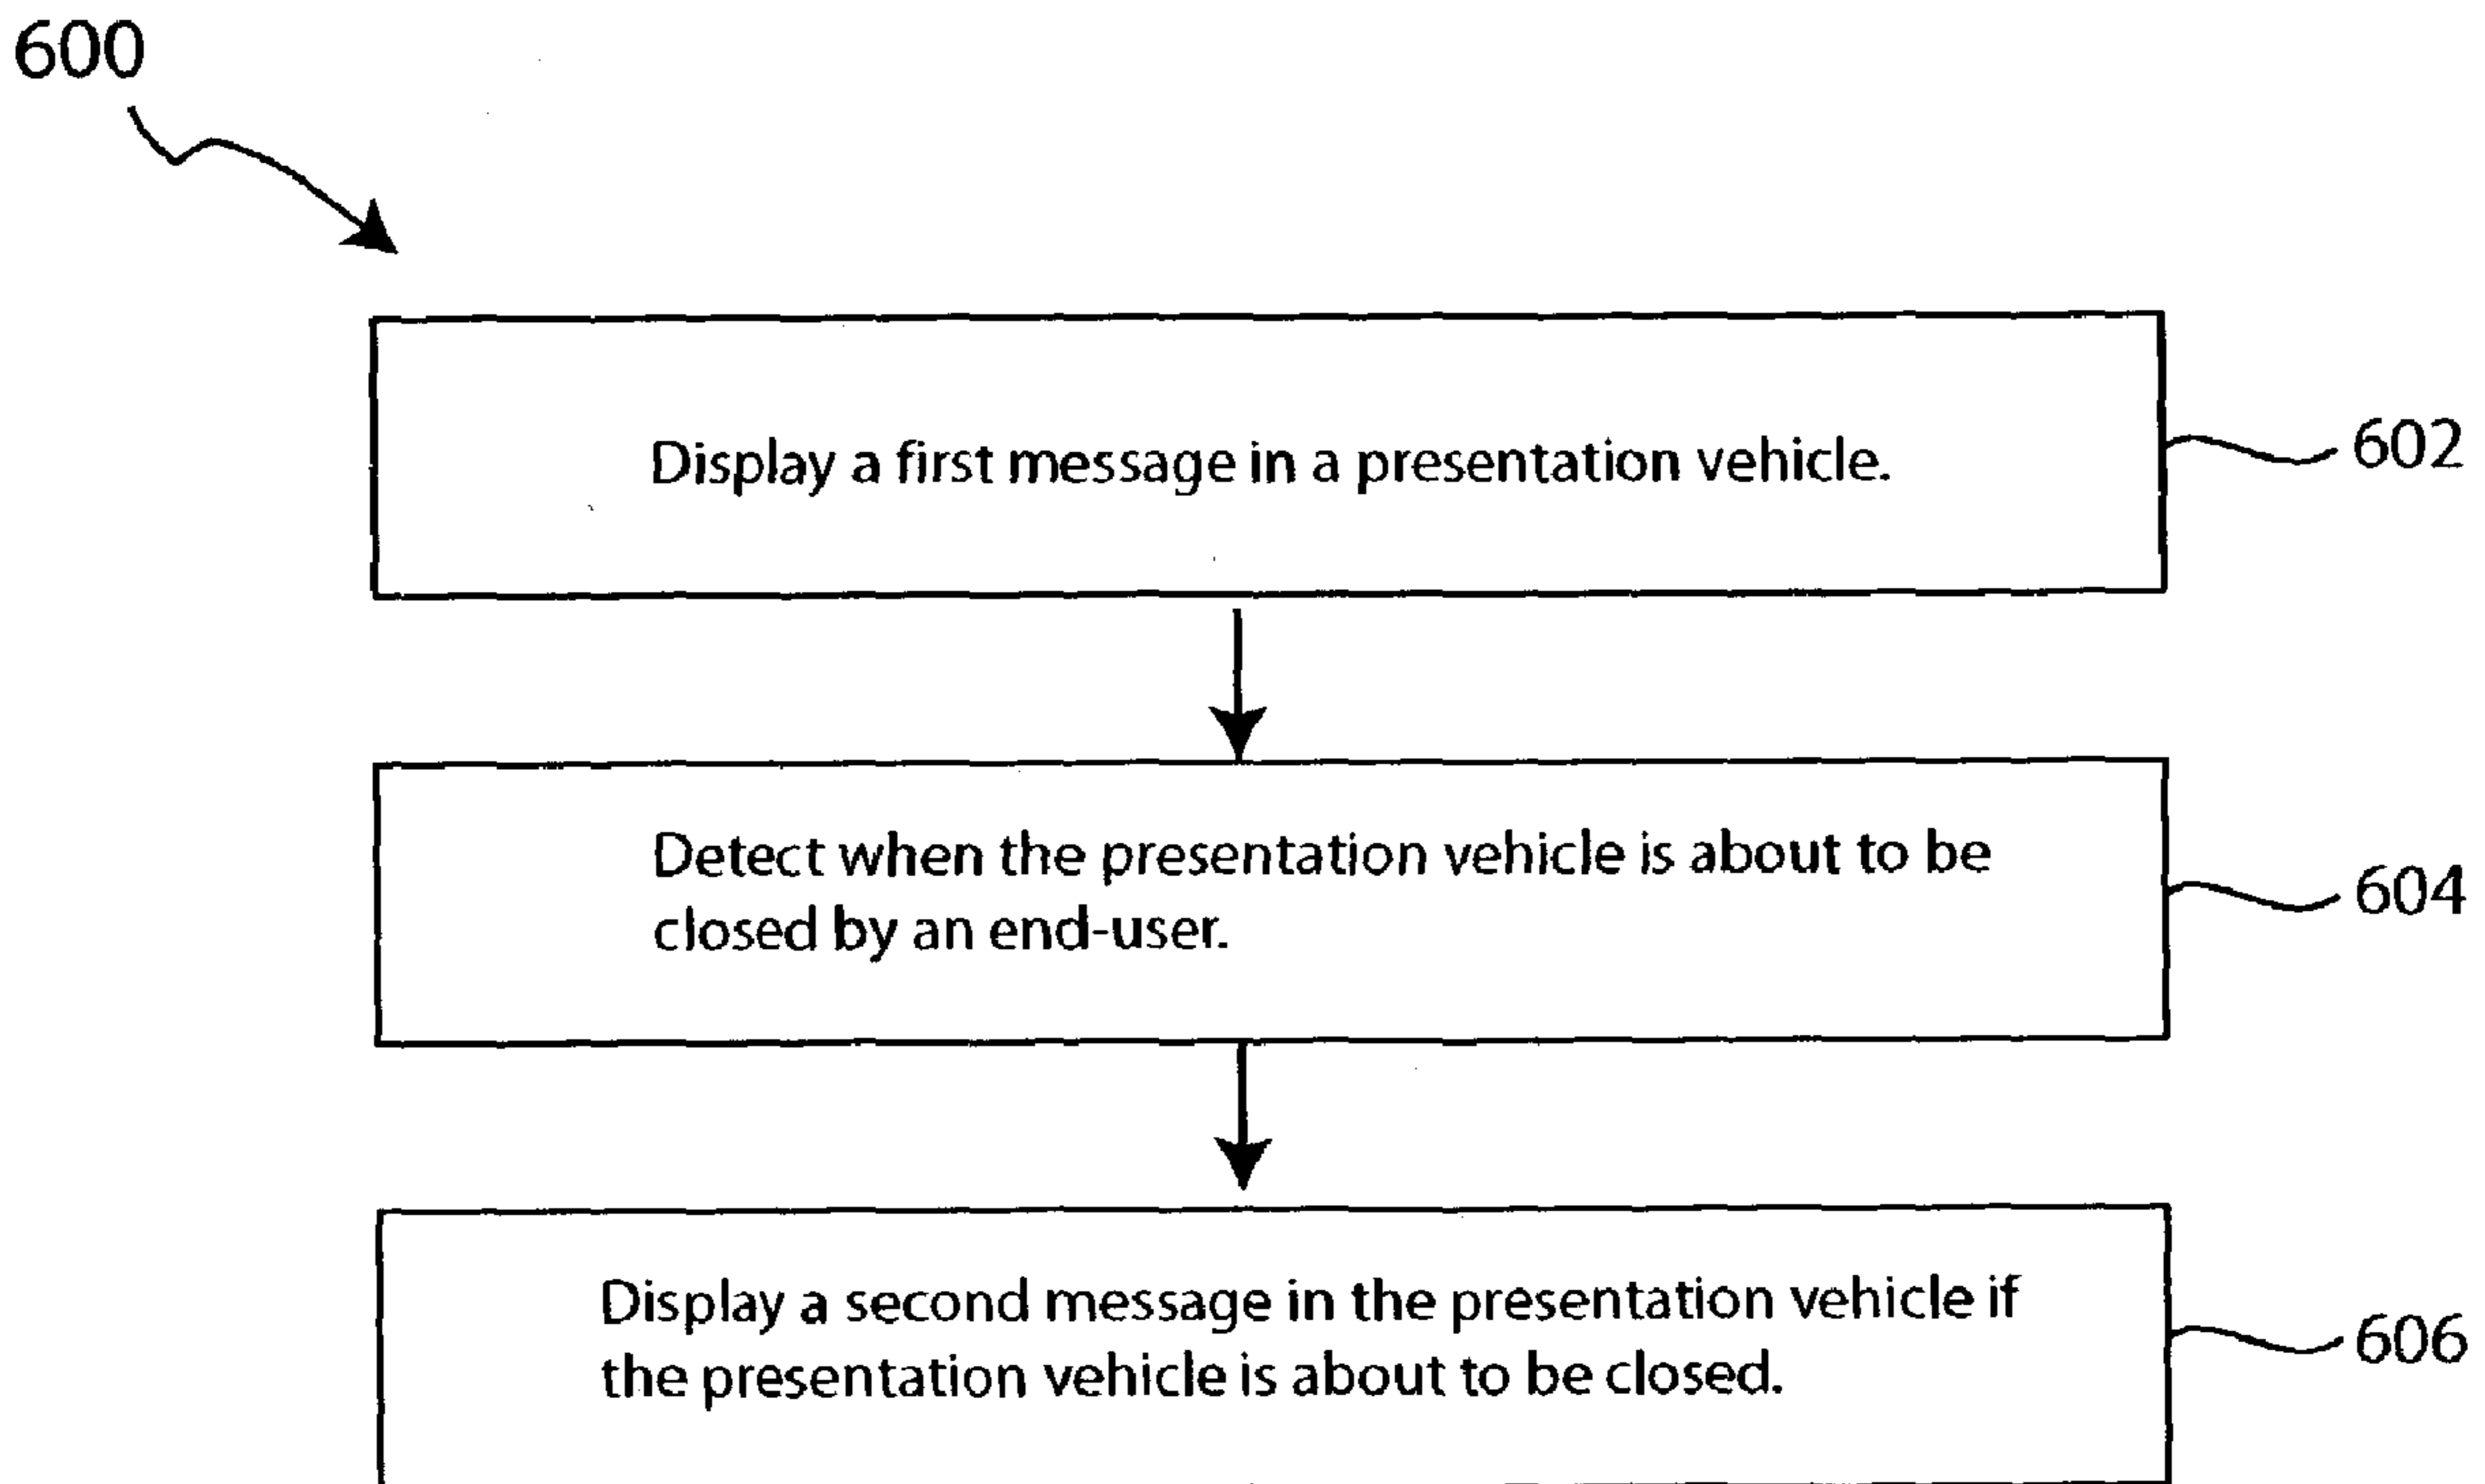 600
Display a first message in a presentation vehicle.
602
Detect when the presentation vehicle is about to be
closed by an end-user.
604
Display a second message in the presentation vehicle if
the presentation vehicle is about to be closed.
606